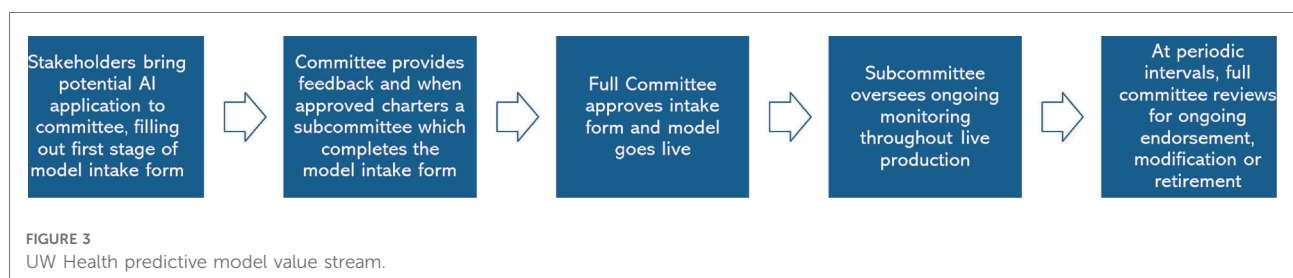 Stakeholders bring
potential AI
application to
committee, filling
out first stage of
model intake form
Committee provides
feedback and when
approved charters a
subcommittee which
completes the
model intake form
Full Committee
approves intake
form and model
goes live
Subcommittee
oversees ongoing
monitoring
throughout live
production
At periodic
intervals, full
committee reviews
for ongoing
endorsement,
modification or
retirement
FIGURE 3
UW Health predictive model value stream.